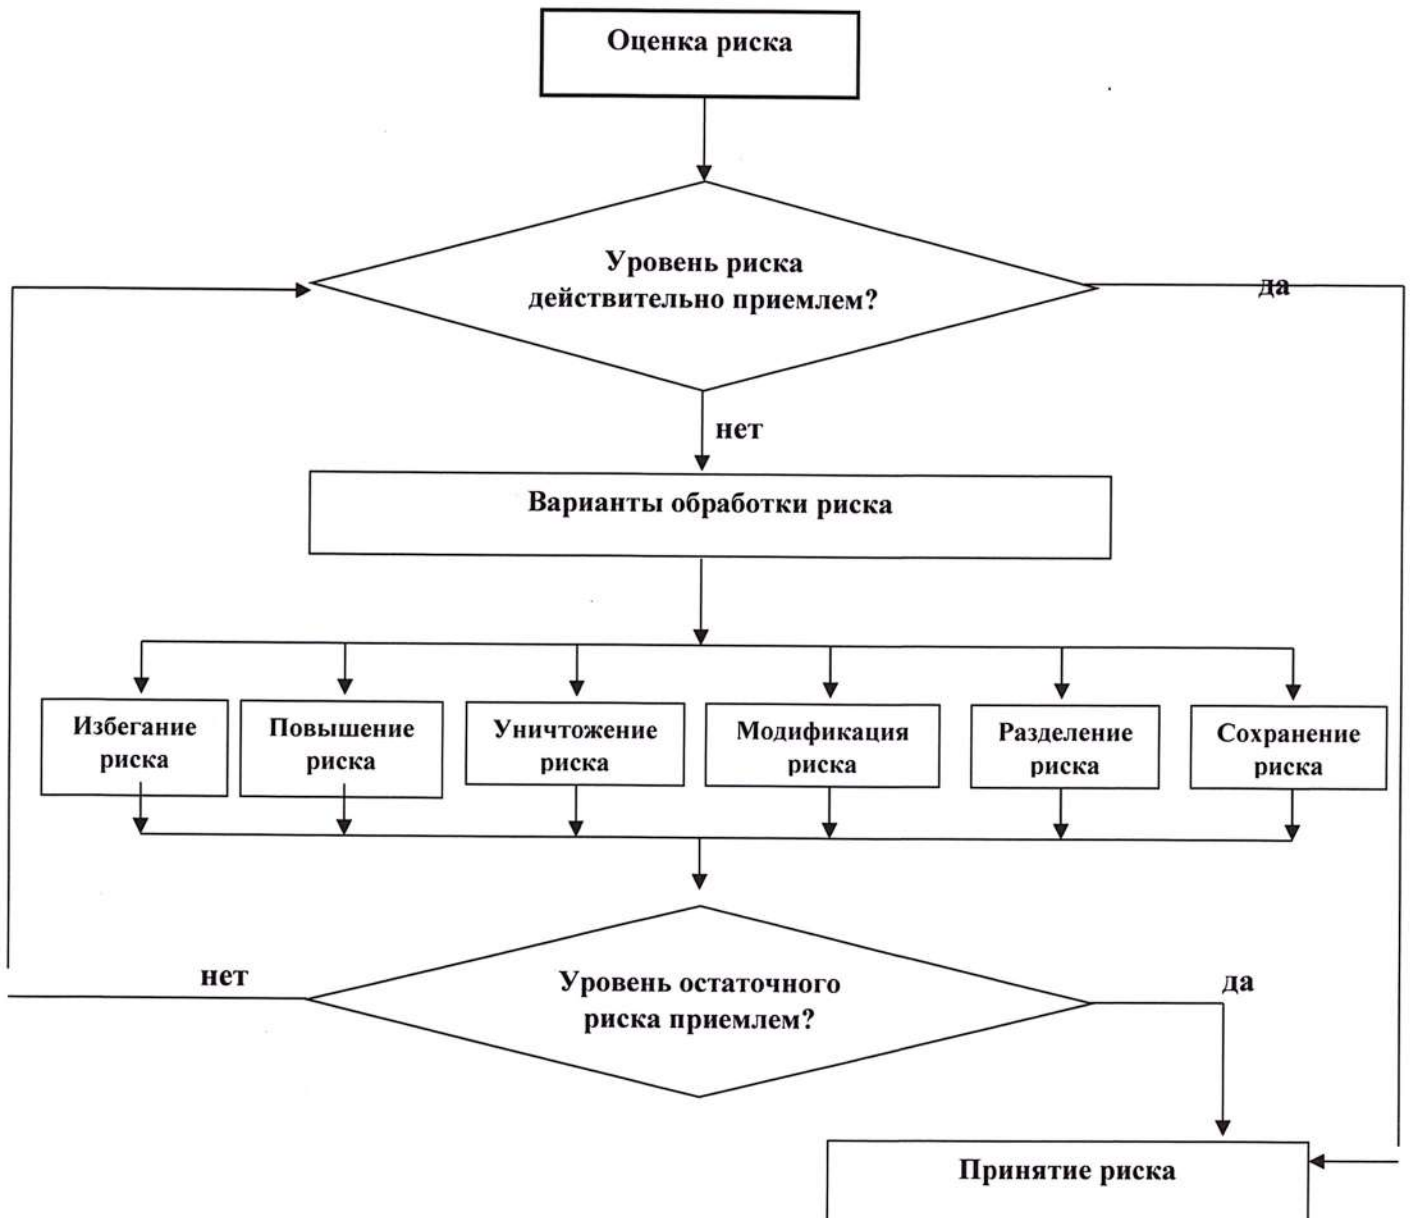 Оценка риска
Уровень риска
действительно приемлем?
да
нет
Варианты обработки риска
Избегание
риска
Повышение
риска
Уничтожение
риска
Модификация
риска
Разделение
риска
Сохранение
риска
нет
Уровень остаточного
риска приемлем?
да
Принятие риска